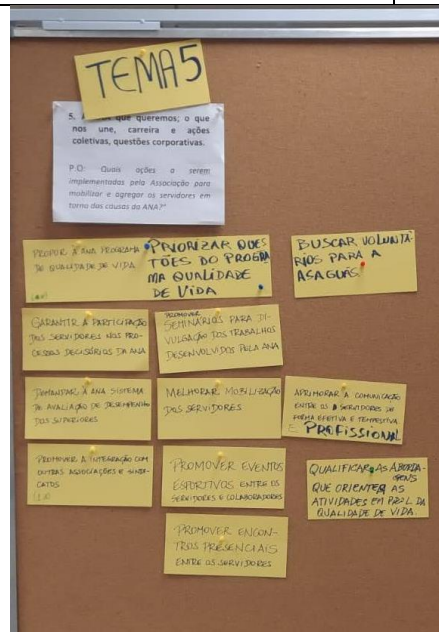 TEMA 5
5. que queremos; o que
nos une, carreira e ações
coletivas, questões corporativas.
P.O: Quais ações a serem
implementadas pela Associação para
mobilizar e agregar os servidores em
torno das causas da ANA?"
PROPOR À ANA PROGRAMA
DE QUALIDADE DE VIDA
PRIORIZAR QUES
TÕES DO PROGRA
MA QUALIDADE
DE VIDA
BUSCAR VOLUNTÁ-
RIOS PARA A
ASAGUAS
GARANTIR A PARTICIPAÇÃO
DOS SERVIDORES NOS PRO-
CESSOS DECISÓRIOS DA ANA
PROMOVER
SEMINÁRIOS PARA DI-
VULGAÇÃO DOS TRABALHOS
DESENVOLVIDOS PELA ANA
DEMANDAR À ANA SISTEMA
DE AVALIAÇÃO DE DESEMPENHO
DOS SUPERIORES
MELHORAR MOBILIZAÇÃO
DOS SERVIDORES
APRIMORAR A COMUNICAÇÃO
ENTRE OS SERVIDORES DE
FORMA EFETIVA E TEMPESTIVA
E PROFISSIONAL
PROMOVER A INTEGRAÇÃO COM
OUTRAS ASSOCIAÇÕES E SINDI-
CATOS
PROMOVER EVENTOS
ESPORTIVOS ENTRE OS
SERVIDORES E COLABORADORES
QUALIFICAR AS ABORDA-
GENS
QUE ORIENTEM AS
ATIVIDADES EM PROL DA
QUALIDADE DE VIDA.
PROMOVER ENCON-
TROS PRESENCIAIS
ENTRE OS SERVIDORES